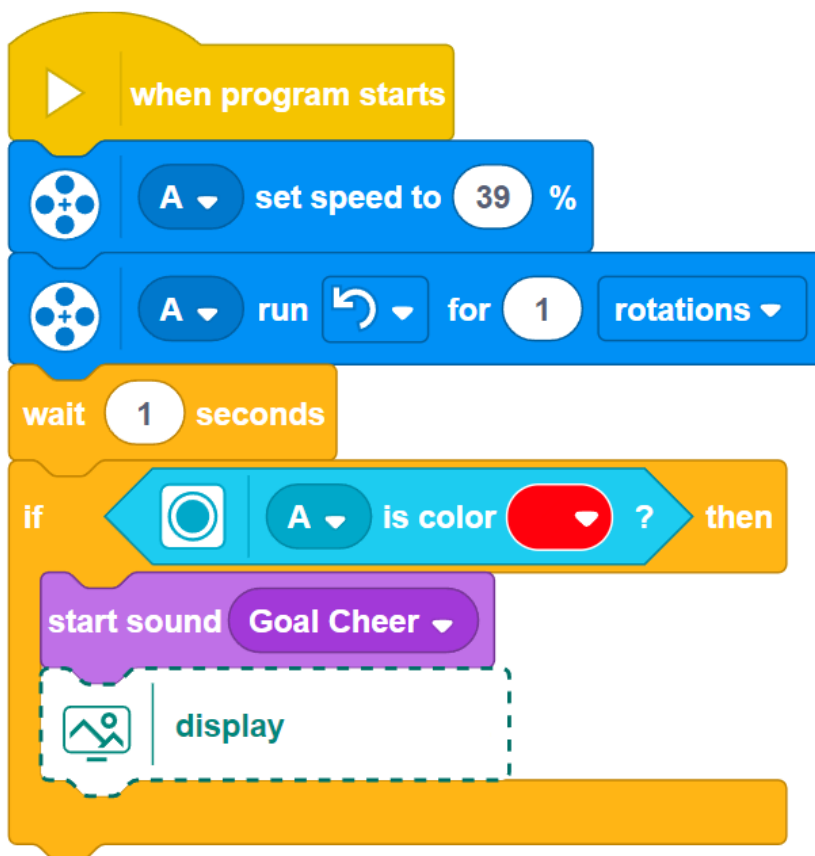 when program starts
A set speed to 39 %
A run for 1 rotations
wait 1 seconds
if A is color ? then
start sound Goal Cheer
display